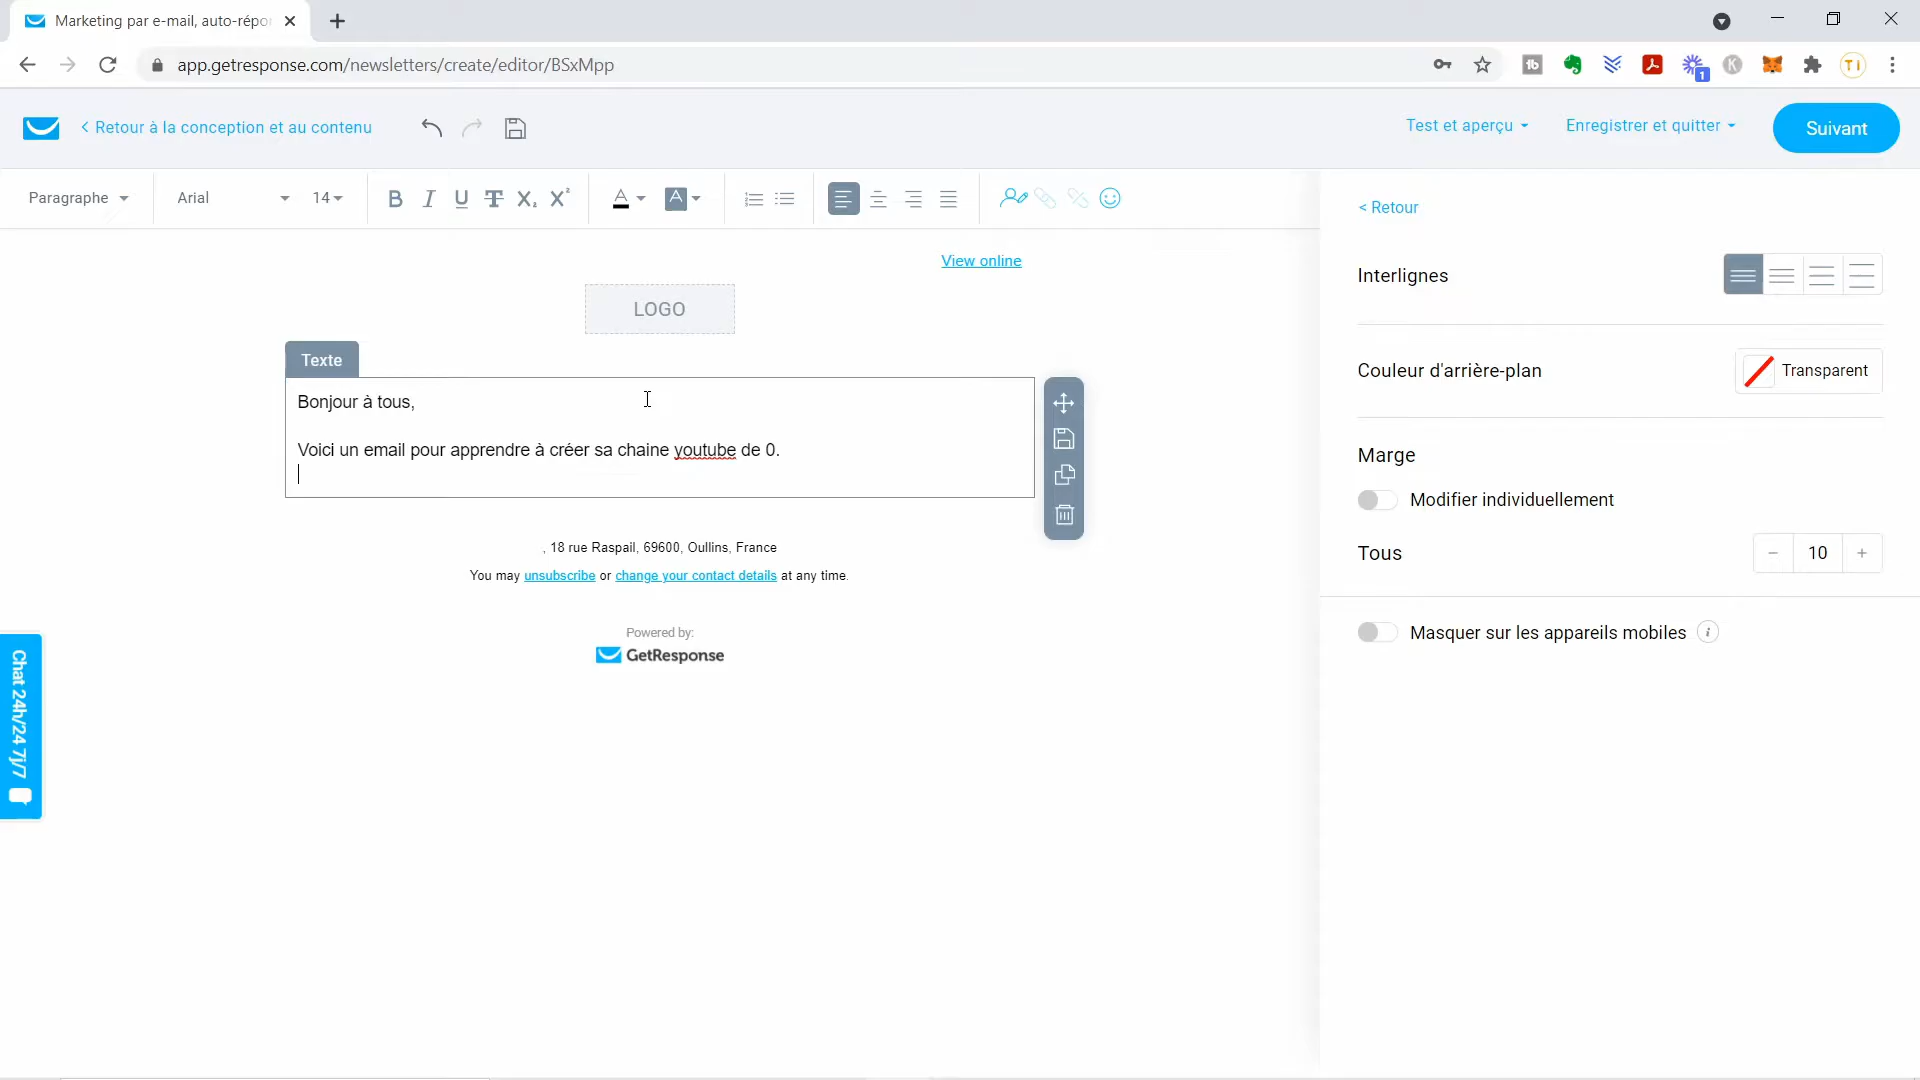 Marketing par e-mail, auto-répo
app.getresponse.com/newsletters/create/editor/BSxMpp
< Retour à la conception et au contenu
Test et aperçu
Enregistrer et quitter
Suivant
Paragraphe
Arial
14
View online
LOGO
Texte
Bonjour à tous,
Voici un email pour apprendre à créer sa chaine youtube de 0.
, 18 rue Raspail, 69600, Oullins, France
You may unsubscribe or change your contact details at any time.
Powered by:
GetResponse
Chat 24h/24 7j/7
< Retour
Interlignes
Couleur d'arrière-plan
Transparent
Marge
Modifier individuellement
Tous
− 10 +
Masquer sur les appareils mobiles